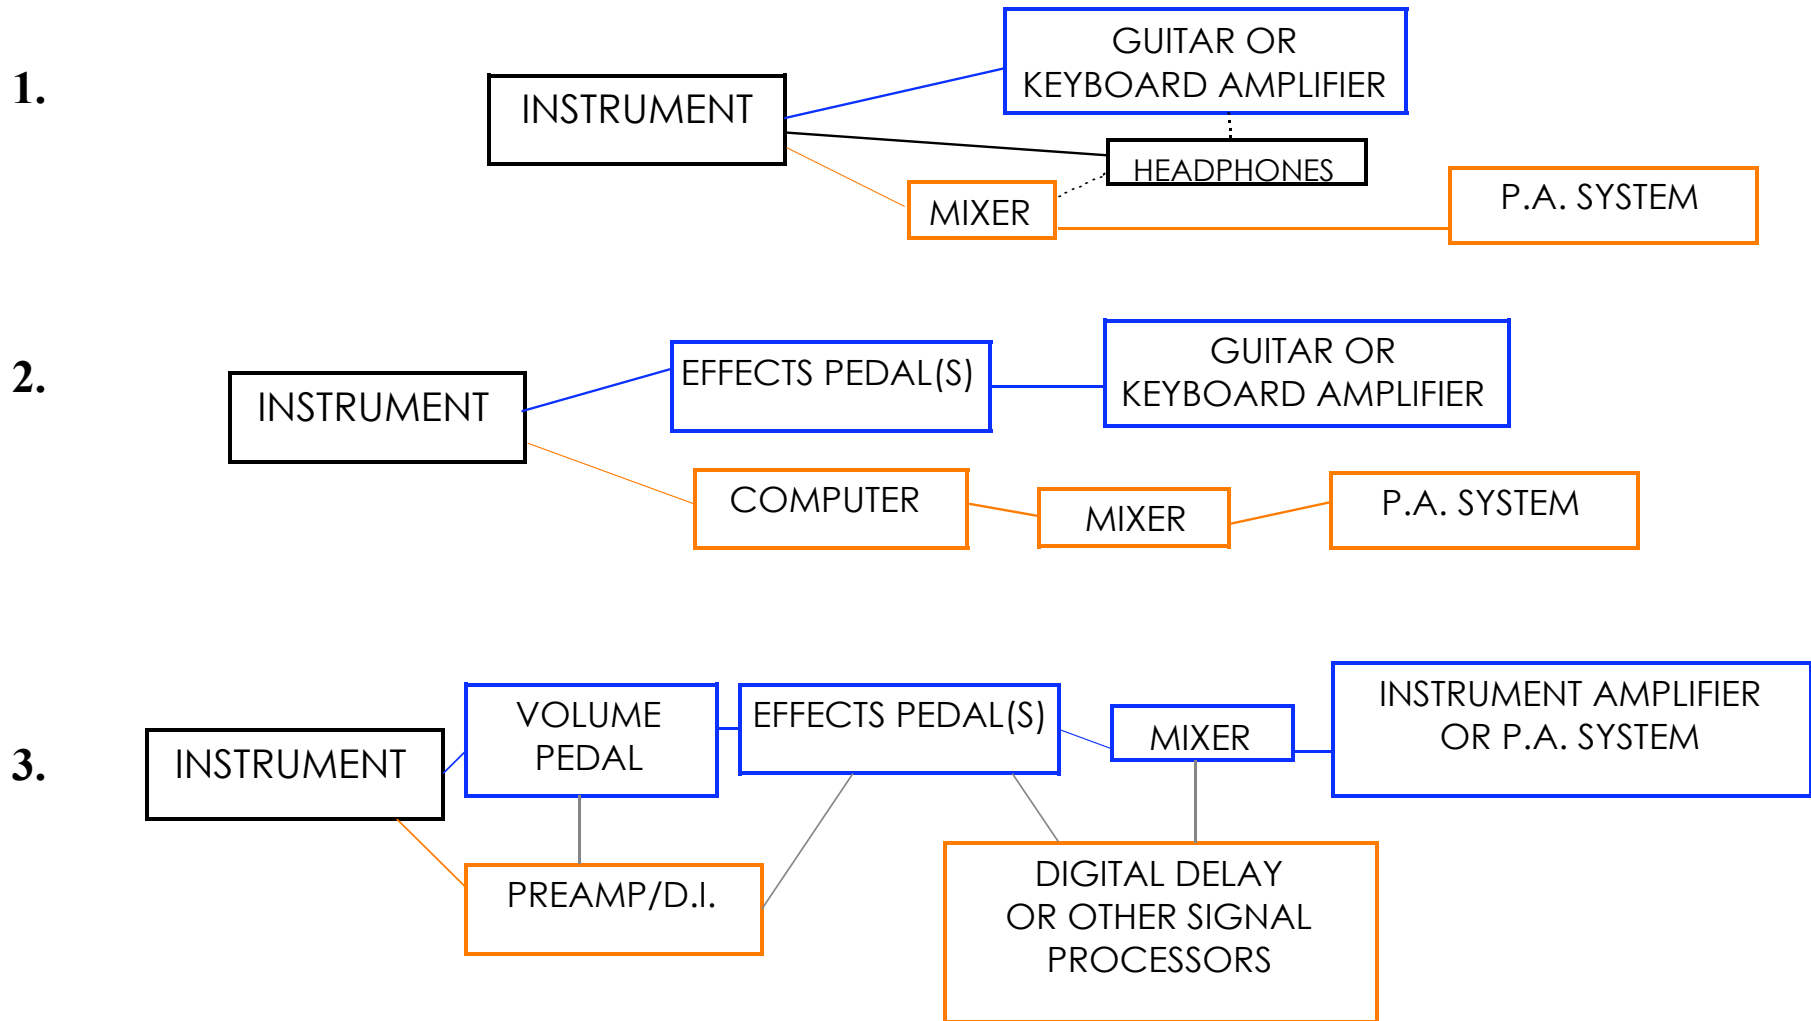 1.
INSTRUMENT
GUITAR OR
KEYBOARD AMPLIFIER
HEADPHONES
MIXER
P.A. SYSTEM
2.
INSTRUMENT
EFFECTS PEDAL(S)
GUITAR OR
KEYBOARD AMPLIFIER
COMPUTER
MIXER
P.A. SYSTEM
3.
INSTRUMENT
VOLUME
PEDAL
EFFECTS PEDAL(S)
MIXER
INSTRUMENT AMPLIFIER
OR P.A. SYSTEM
PREAMP/D.I.
DIGITAL DELAY
OR OTHER SIGNAL
PROCESSORS